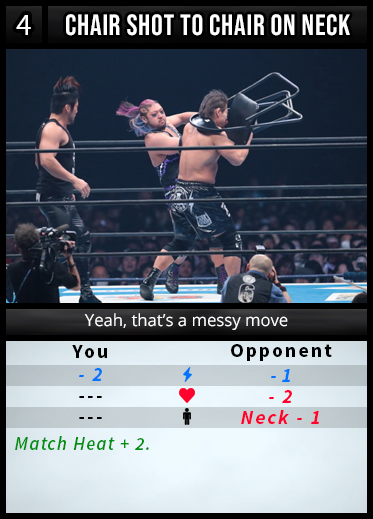 4 CHAIR SHOT TO CHAIR ON NECK
Yeah, that's a messy move
You Opponent
- 2 - 1
--- - 2
--- Neck - 1
Match Heat + 2.